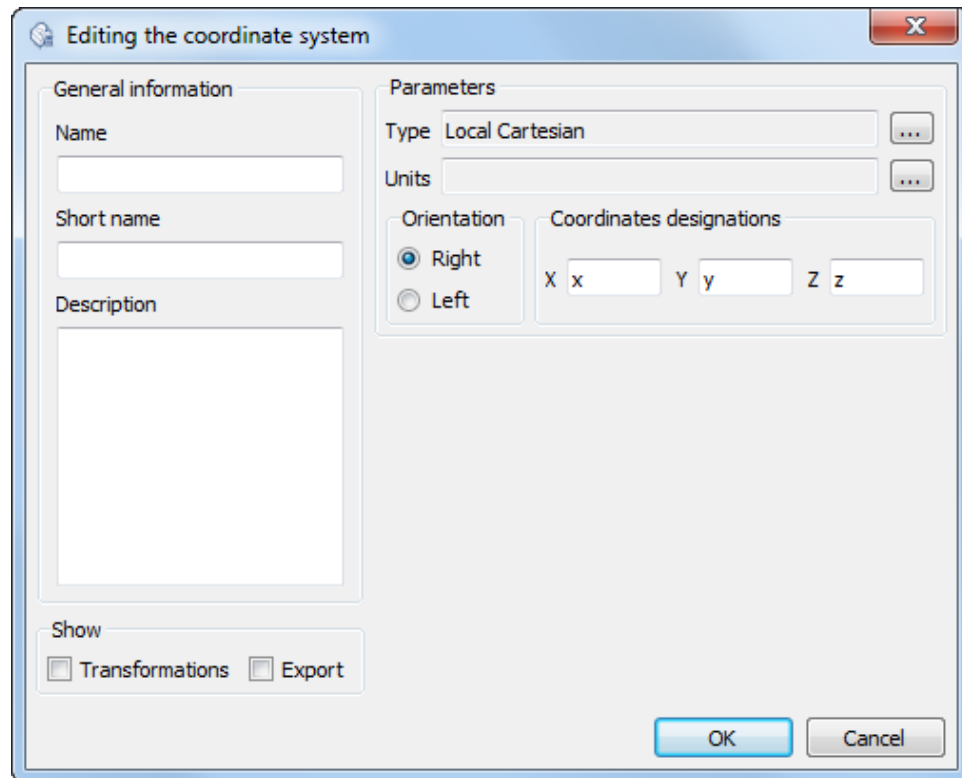 Editing the coordinate system
General information
Name
Short name
Description
Show
Transformations Export
Parameters
Type Local Cartesian ...
Units ...
Orientation
Right
Left
Coordinates designations
X x Y y Z z
OK Cancel